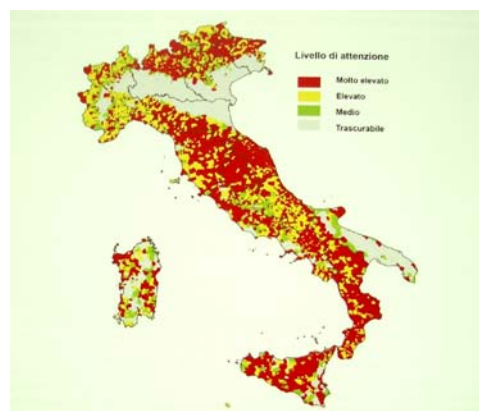 Livello di attenzione
Molto elevato
Elevato
Medio
Trascurabile